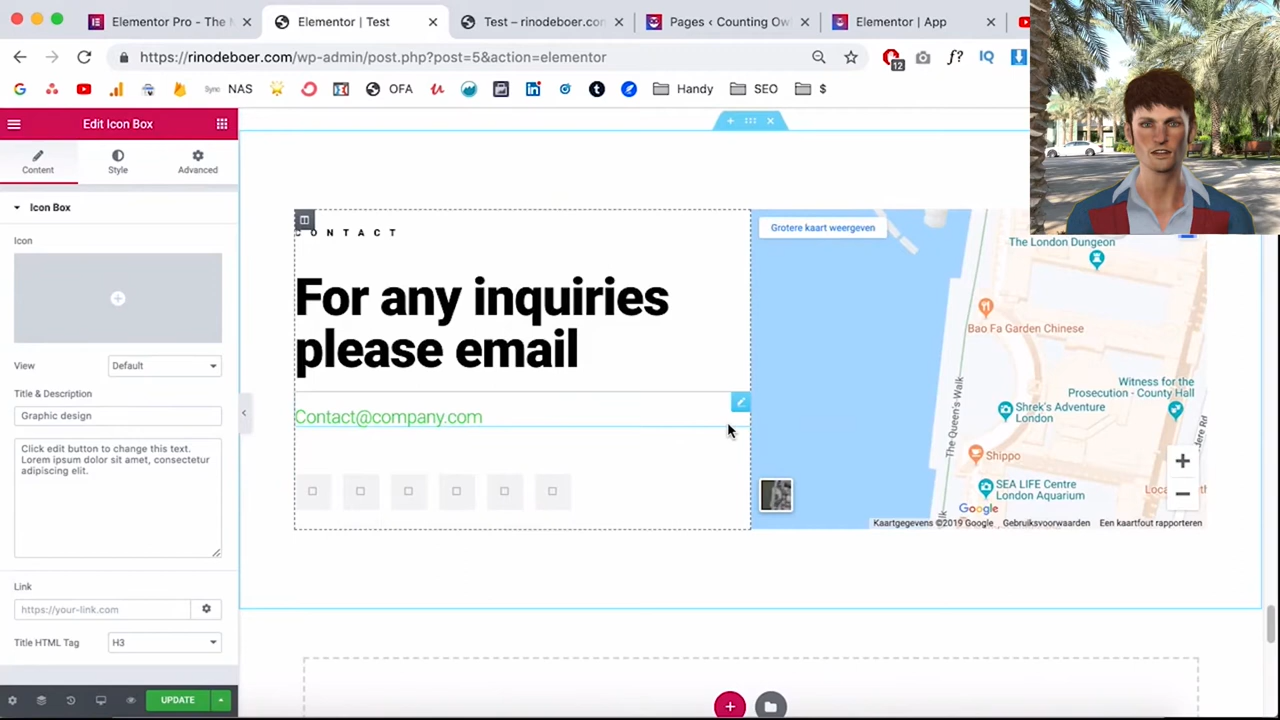 Elementor Pro - The M
Elementor | Test
Test – rinodeboer.co
Pages ‹ Counting Ow
Elementor | App
https://rinodeboer.com/wp-admin/post.php?post=5&action=elementor
12
f?
IQ
Sync
NAS
OFA
Handy
SEO
$
Edit Icon Box
Content
Style
Advanced
Icon Box
Icon
View
Default
Title & Description
Graphic design
Click edit button to change this text.
Lorem ipsum dolor sit amet, consectetur
adipiscing elit.
Link
https://your-link.com
Title HTML Tag
H3
UPDATE
CONTACT
For any inquiries
please email
Contact@company.com
Grotere kaart weergeven
The London Dungeon
Bao Fa Garden Chinese
Witness for the
Prosecution - County Hall
The Queen's Walk
Shrek's Adventure
London
Shippo
SEA LIFE Centre
London Aquarium
Google
Kaartgegevens ©2019 Google
Gebruiksvoorwaarden
Een kaartfout rapporteren